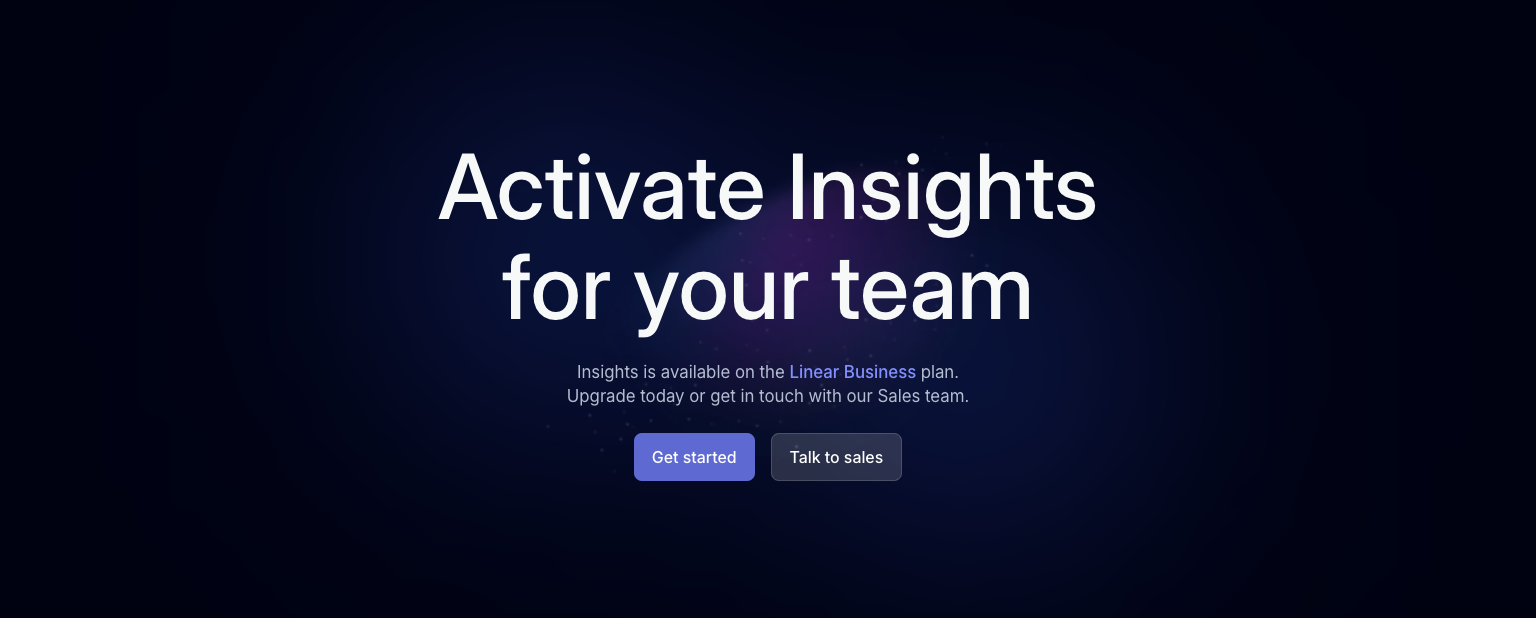 Activate Insights
for your team
Insights is available on the Linear Business plan.
Upgrade today or get in touch with our Sales team.
Get started
Talk to sales